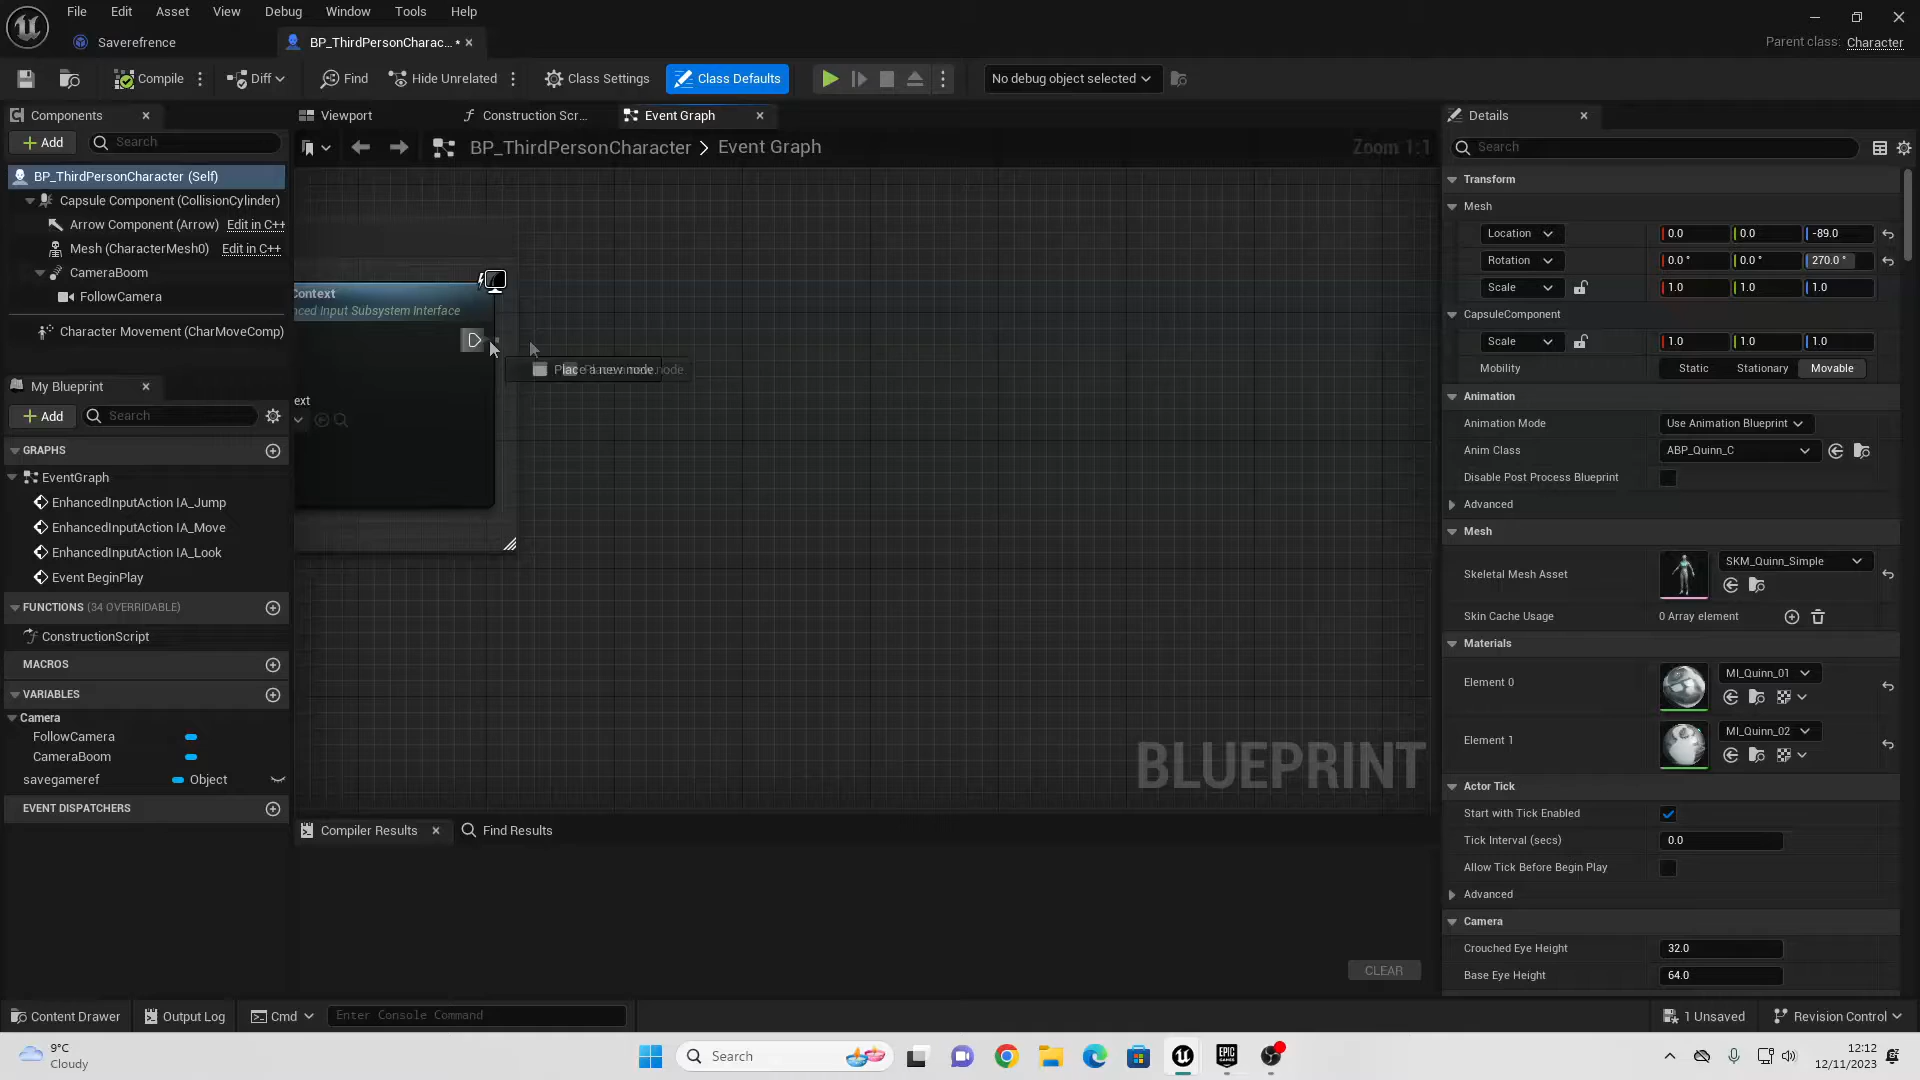 File Edit Asset View Debug Window Tools Help
Saverefrence
BP_ThirdPersonCharac... *
Parent class: Character
Compile
Diff
Find
Hide Unrelated
Class Settings
Class Defaults
No debug object selected
Components
Add
Search
BP_ThirdPersonCharacter (Self)
Capsule Component (CollisionCylinder)
Arrow Component (Arrow) Edit in C++
Mesh (CharacterMesh0) Edit in C++
CameraBoom
FollowCamera
Character Movement (CharMoveComp)
My Blueprint
Add
Search
GRAPHS
EventGraph
EnhancedInputAction IA_Jump
EnhancedInputAction IA_Move
EnhancedInputAction IA_Look
Event BeginPlay
FUNCTIONS (34 OVERRIDABLE)
ConstructionScript
MACROS
VARIABLES
Camera
FollowCamera
CameraBoom
savegameref Object
EVENT DISPATCHERS
Viewport
Construction Scr...
Event Graph
BP_ThirdPersonCharacter > Event Graph
Zoom 1:1
Context
nced Input Subsystem Interface
ext
BLUEPRINT
Compiler Results
Find Results
CLEAR
Details
Search
Transform
Mesh
Location 0.0 0.0 -89.0
Rotation 0.0 ° 0.0 ° 270.0 °
Scale 1.0 1.0 1.0
CapsuleComponent
Scale 1.0 1.0 1.0
Mobility Static Stationary Movable
Animation
Animation Mode Use Animation Blueprint
Anim Class ABP_Quinn_C
Disable Post Process Blueprint
Advanced
Mesh
Skeletal Mesh Asset SKM_Quinn_Simple
Skin Cache Usage 0 Array element
Materials
Element 0 MI_Quinn_01
Element 1 MI_Quinn_02
Actor Tick
Start with Tick Enabled
Tick Interval (secs) 0.0
Allow Tick Before Begin Play
Advanced
Camera
Crouched Eye Height 32.0
Base Eye Height 64.0
Content Drawer
Output Log
Cmd
Enter Console Command
1 Unsaved
Revision Control
9°C
Cloudy
Search
EPIC GAMES
12:12
12/11/2023